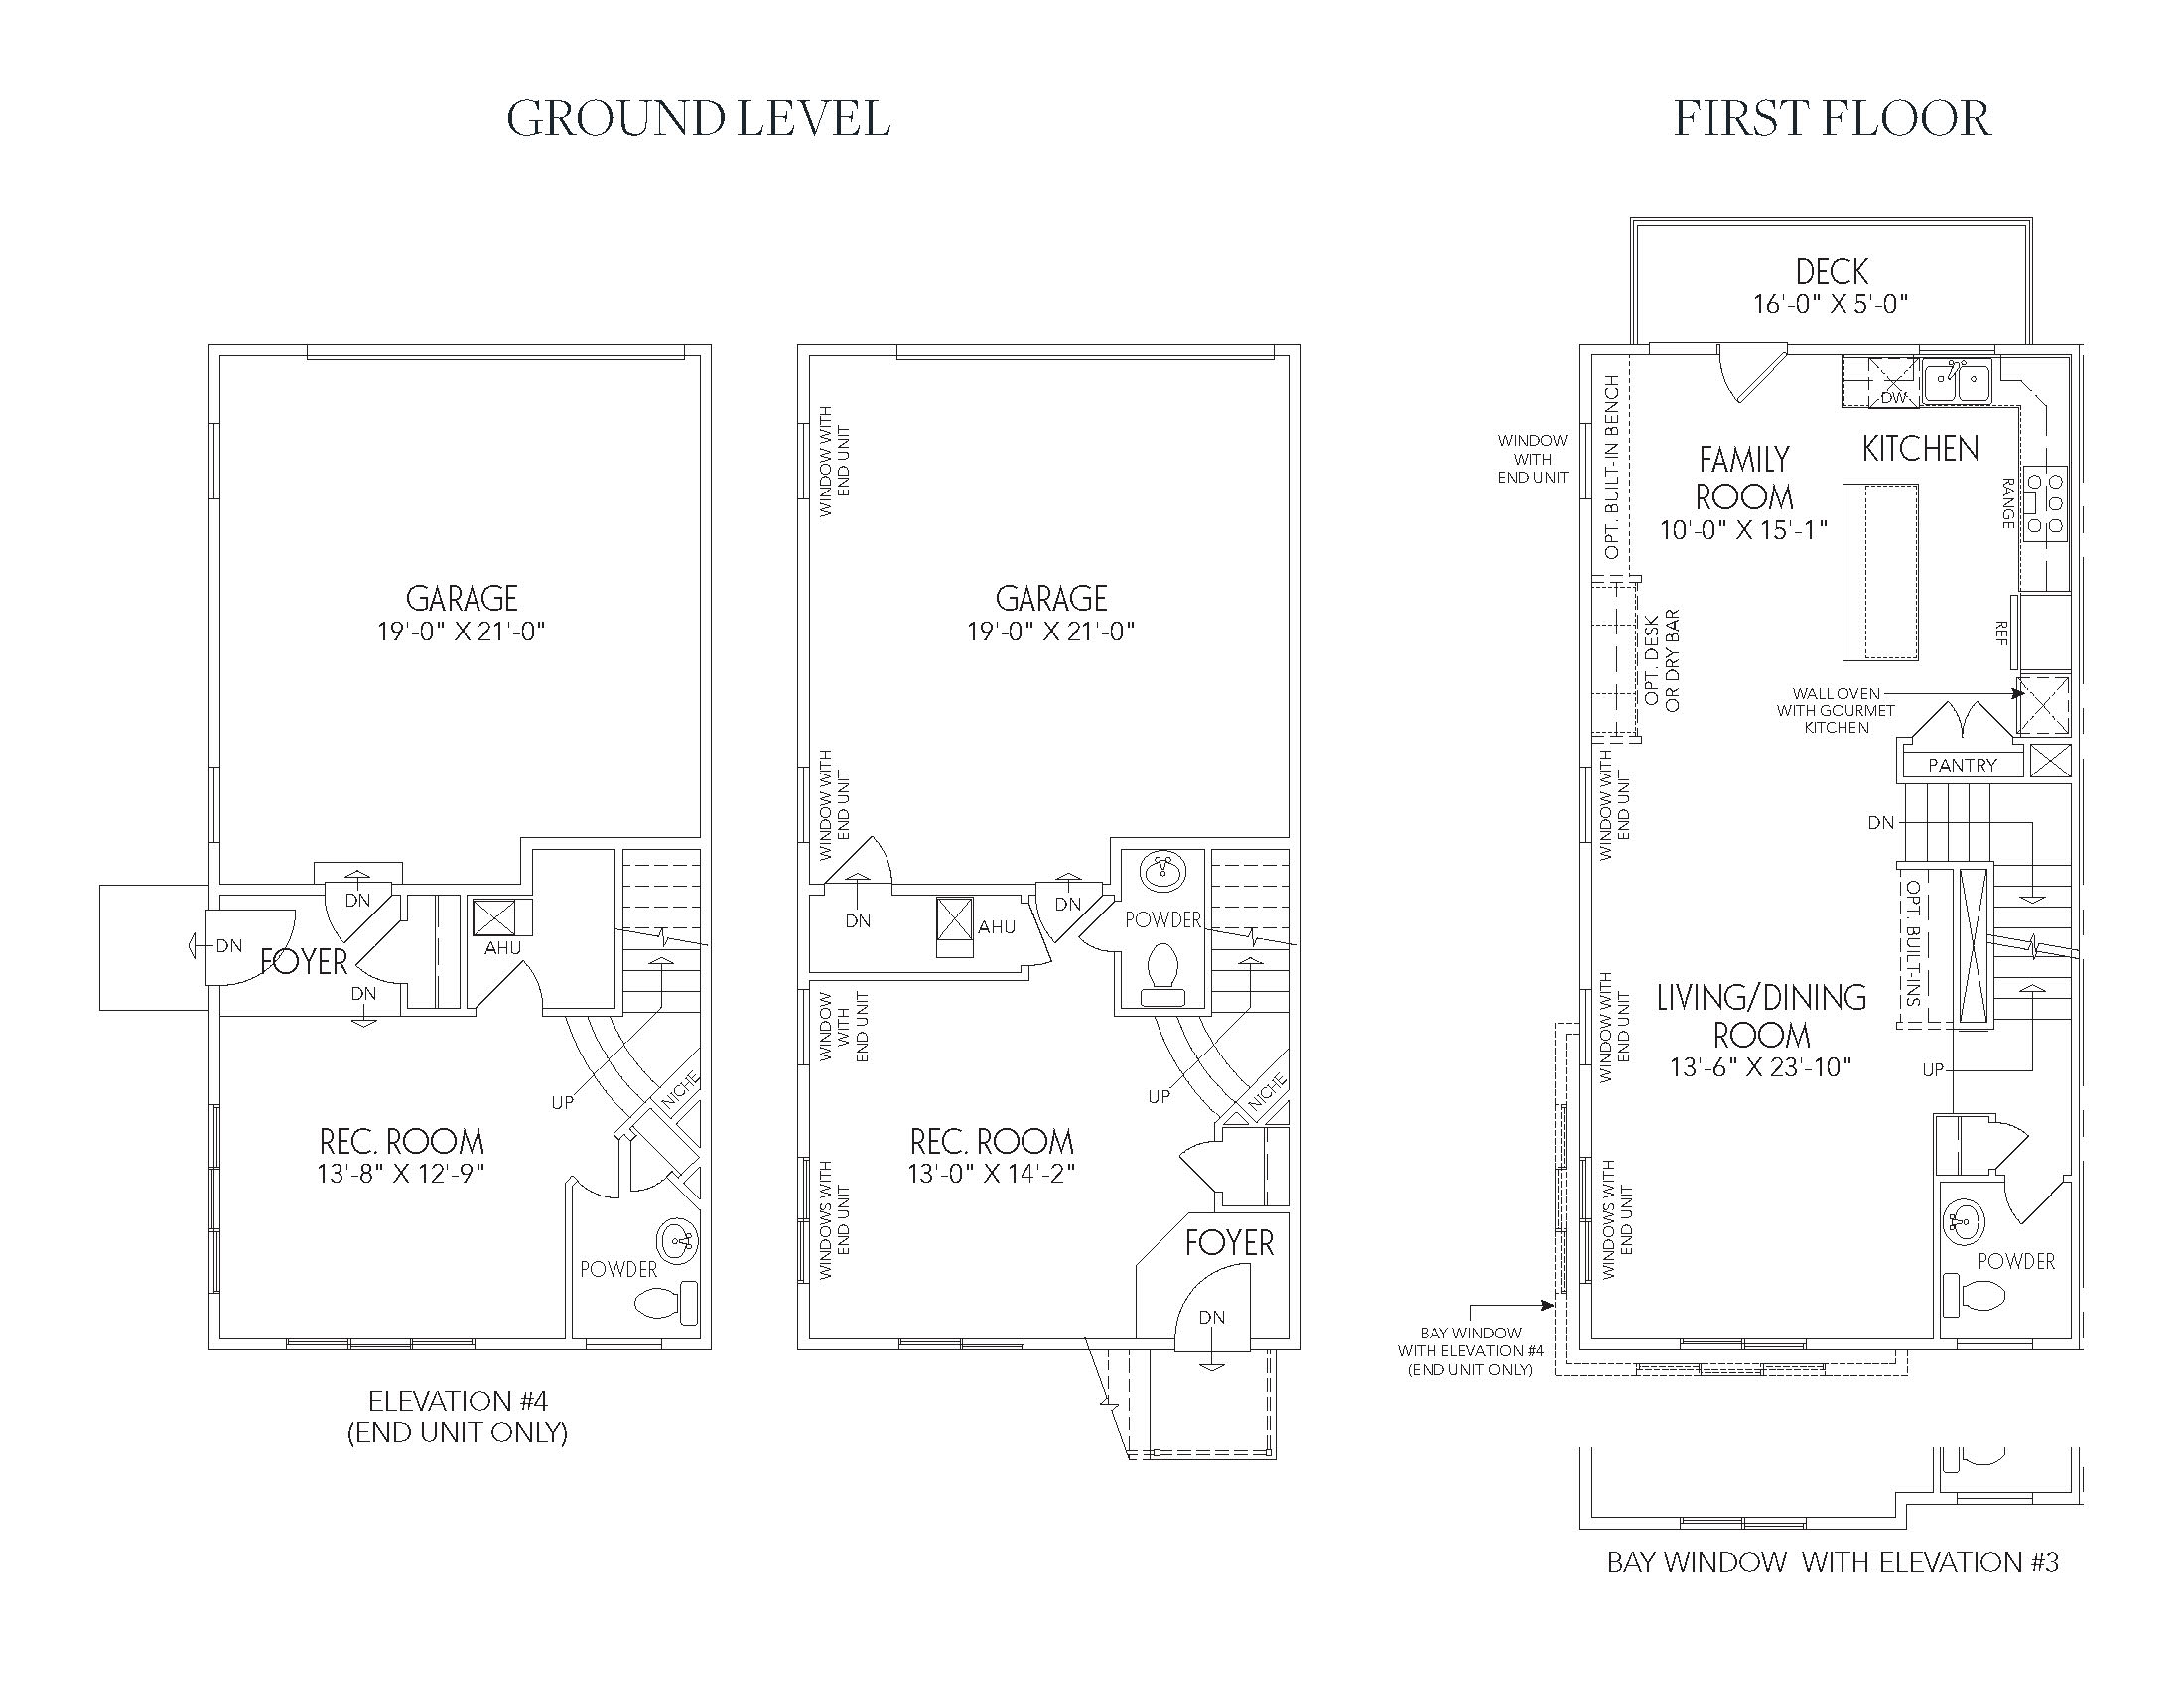 GROUND LEVEL
GARAGE
19'-0" X 21'-0"
DN
DN
FOYER
DN
AHU
UP
NICHE
REC. ROOM
13'-8" X 12'-9"
POWDER
ELEVATION #4
(END UNIT ONLY)
WINDOW WITH
END UNIT
GARAGE
19'-0" X 21'-0"
WINDOW WITH
END UNIT
DN
AHU
DN
POWDER
WINDOW
WITH
END UNIT
UP
NICHE
REC. ROOM
13'-0" X 14'-2"
WINDOWS WITH
END UNIT
FOYER
DN
FIRST FLOOR
DECK
16'-0" X 5'-0"
WINDOW
WITH
END UNIT
OPT. BUILT-IN BENCH
FAMILY
ROOM
10'-0" X 15'-1"
DW
KITCHEN
RANGE
OPT. DESK
OR DRY BAR
REF
WALL OVEN
WITH GOURMET
KITCHEN
PANTRY
WINDOW WITH
END UNIT
DN
OPT. BUILT-INS
WINDOW WITH
END UNIT
LIVING/DINING
ROOM
13'-6" X 23'-10"
UP
WINDOWS WITH
END UNIT
POWDER
BAY WINDOW
WITH ELEVATION #4
(END UNIT ONLY)
BAY WINDOW WITH ELEVATION #3